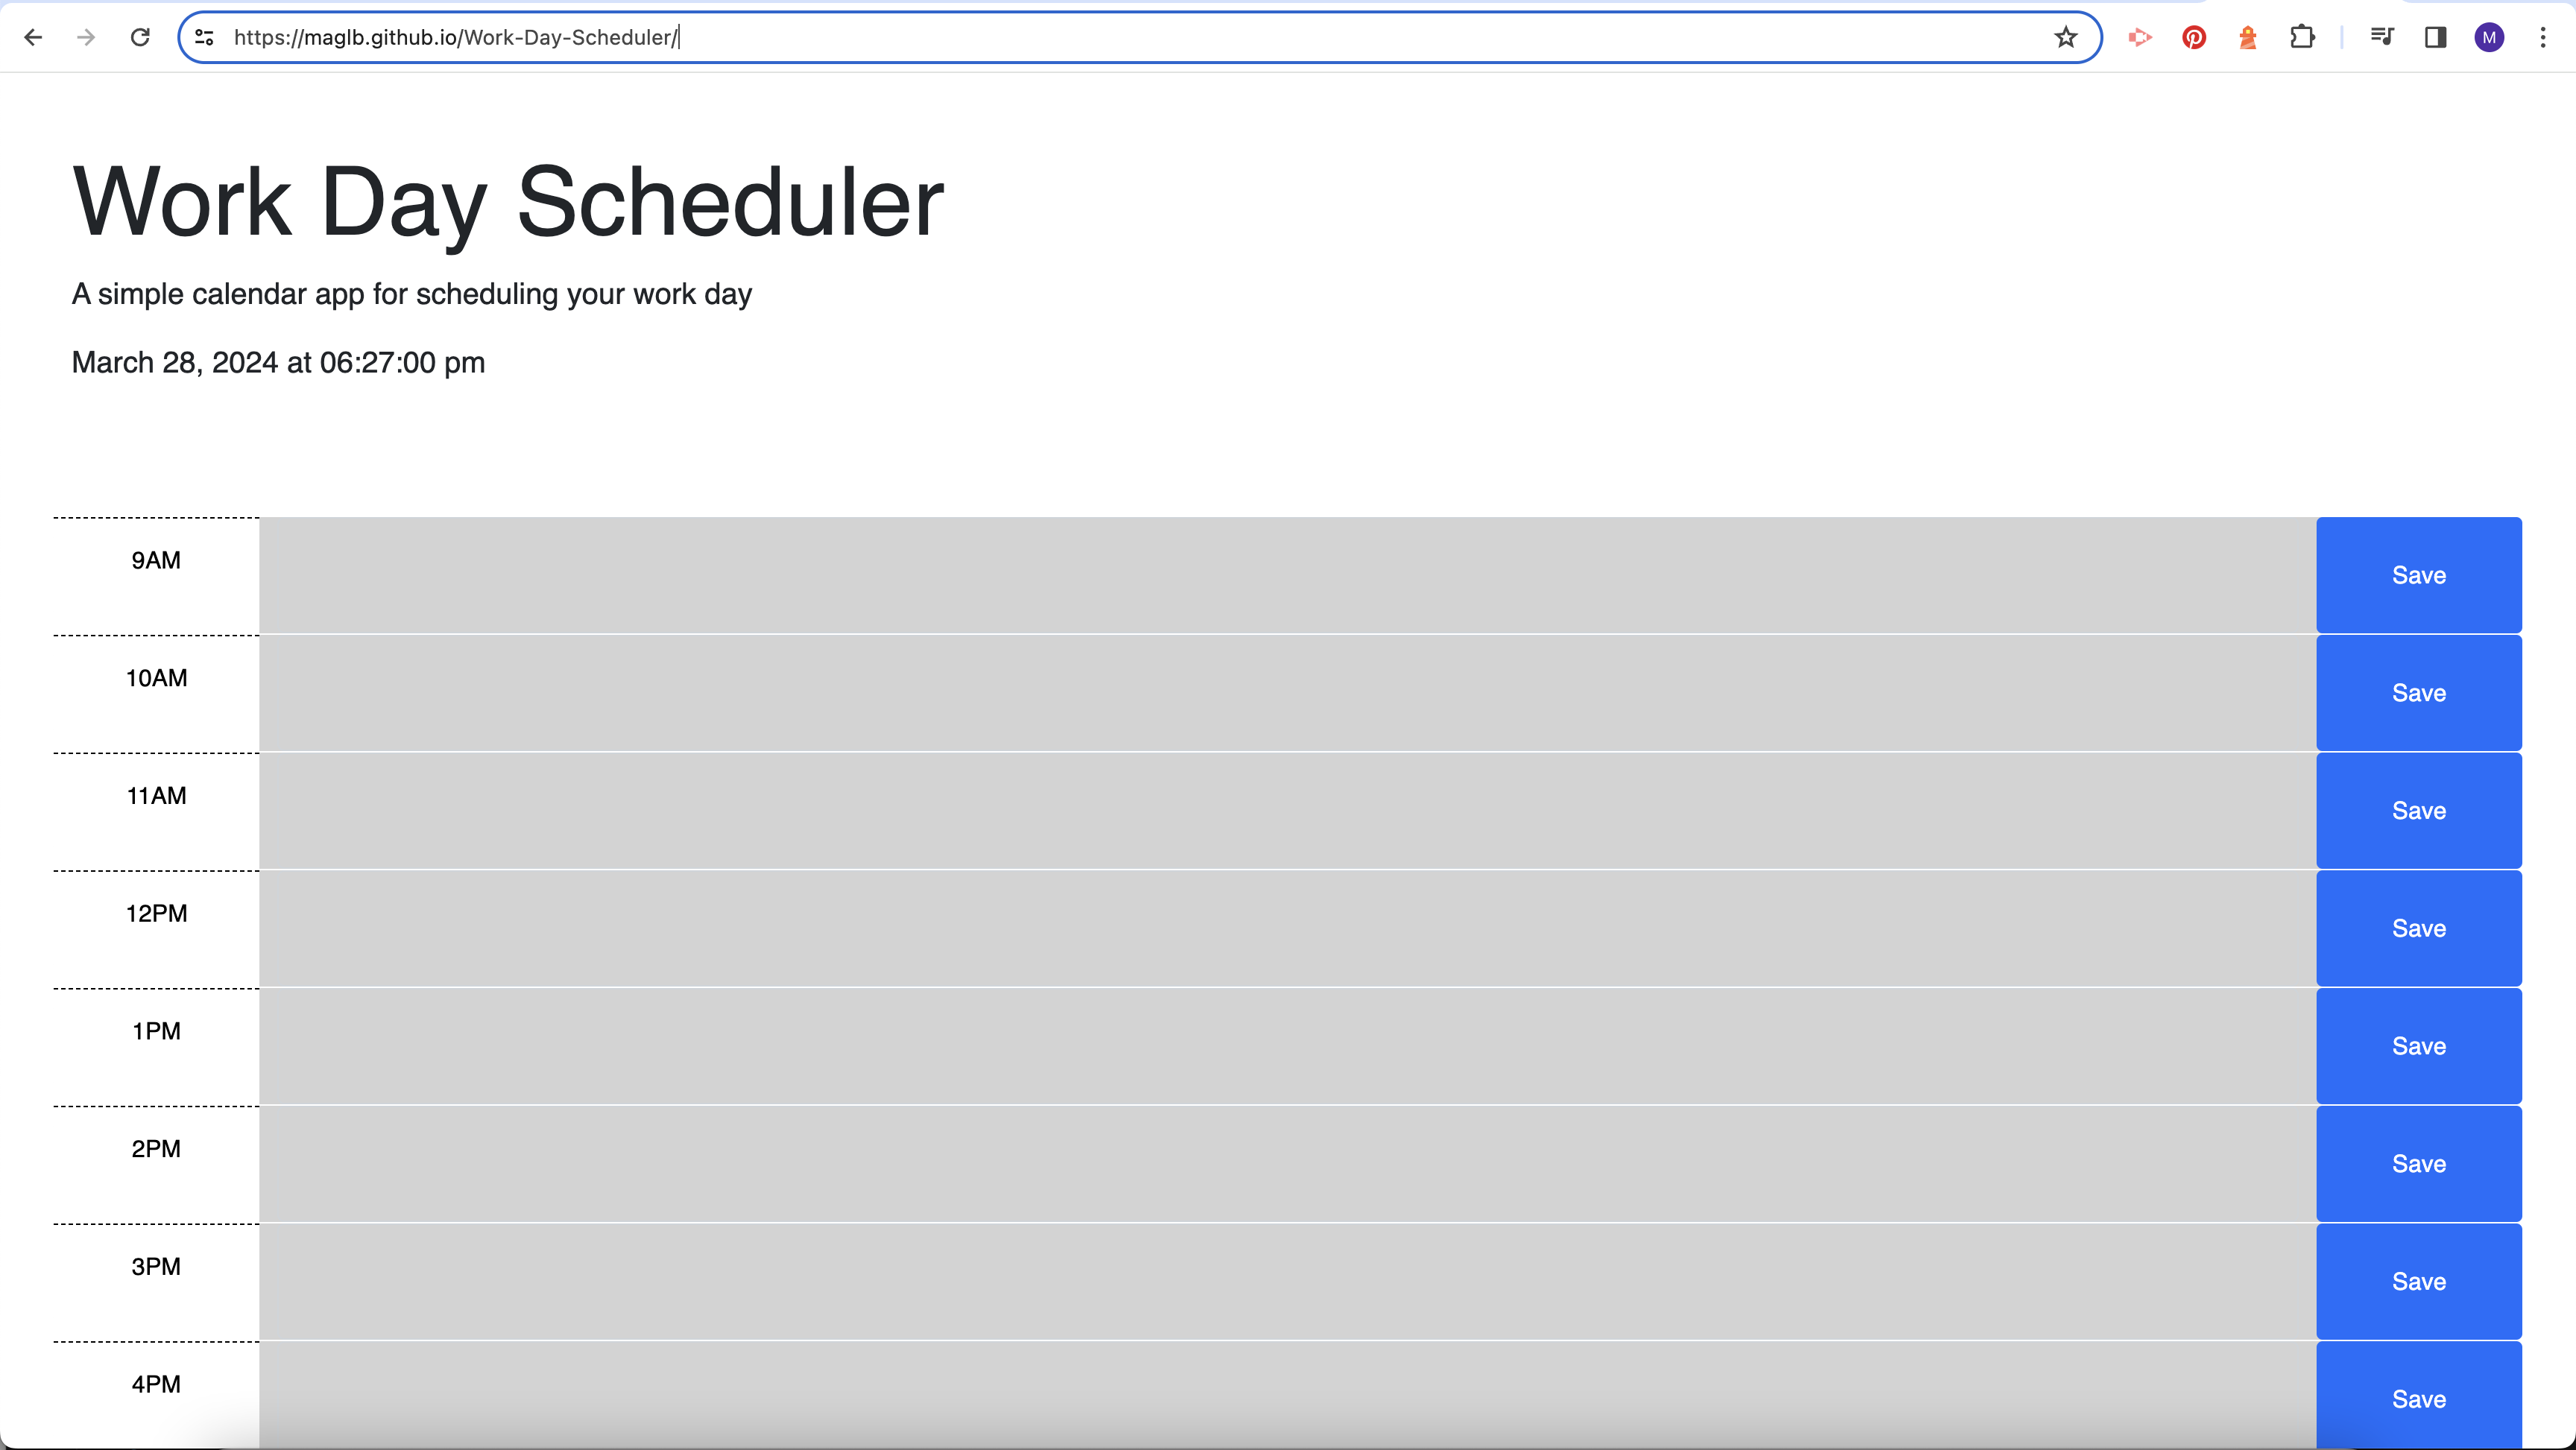 https://maglb.github.io/Work-Day-Scheduler/
M
Work Day Scheduler
A simple calendar app for scheduling your work day
March 28, 2024 at 06:27:00 pm
9AM
Save
10AM
Save
11AM
Save
12PM
Save
1PM
Save
2PM
Save
3PM
Save
4PM
Save